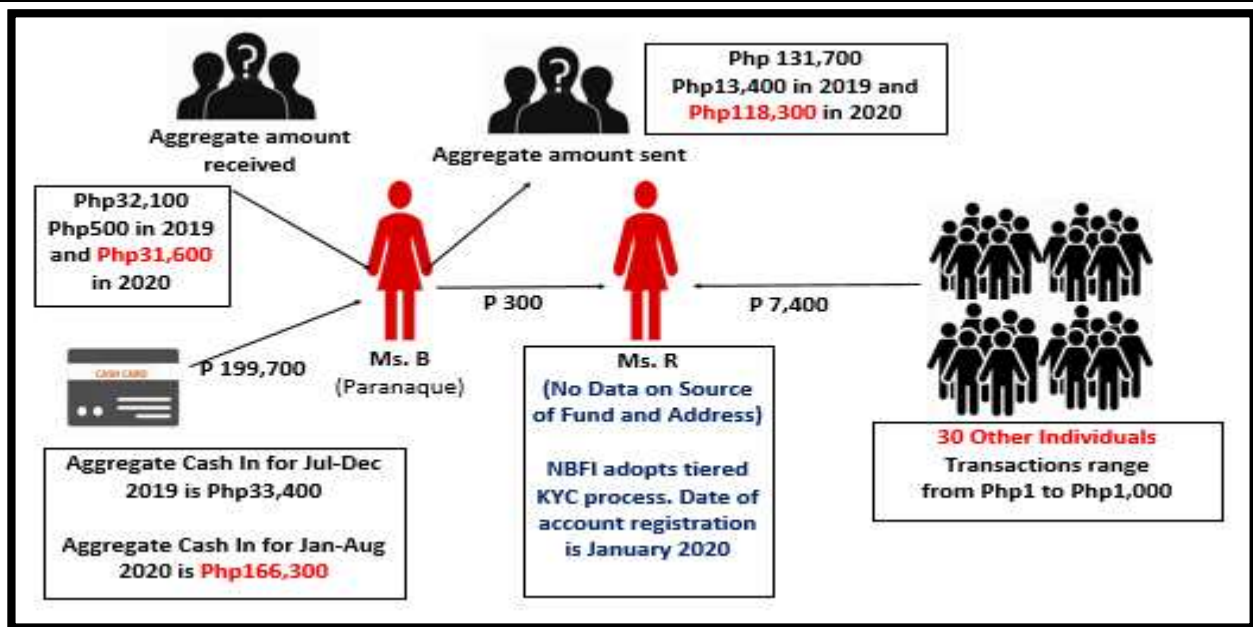 Aggregate amount
received
Aggregate amount sent
Php 131,700
Php13,400 in 2019 and
Php118,300 in 2020
Php32,100
Php500 in 2019
and Php31,600
in 2020
P 300
P 7,400
CASH CARD
P 199,700
Ms. B
(Paranaque)
Aggregate Cash In for Jul-Dec
2019 is Php33,400
Aggregate Cash In for Jan-Aug
2020 is Php166,300
Ms. R
(No Data on Source
of Fund and Address)
NBFI adopts tiered
KYC process. Date of
account registration
is January 2020
30 Other Individuals
Transactions range
from Php1 to Php1,000